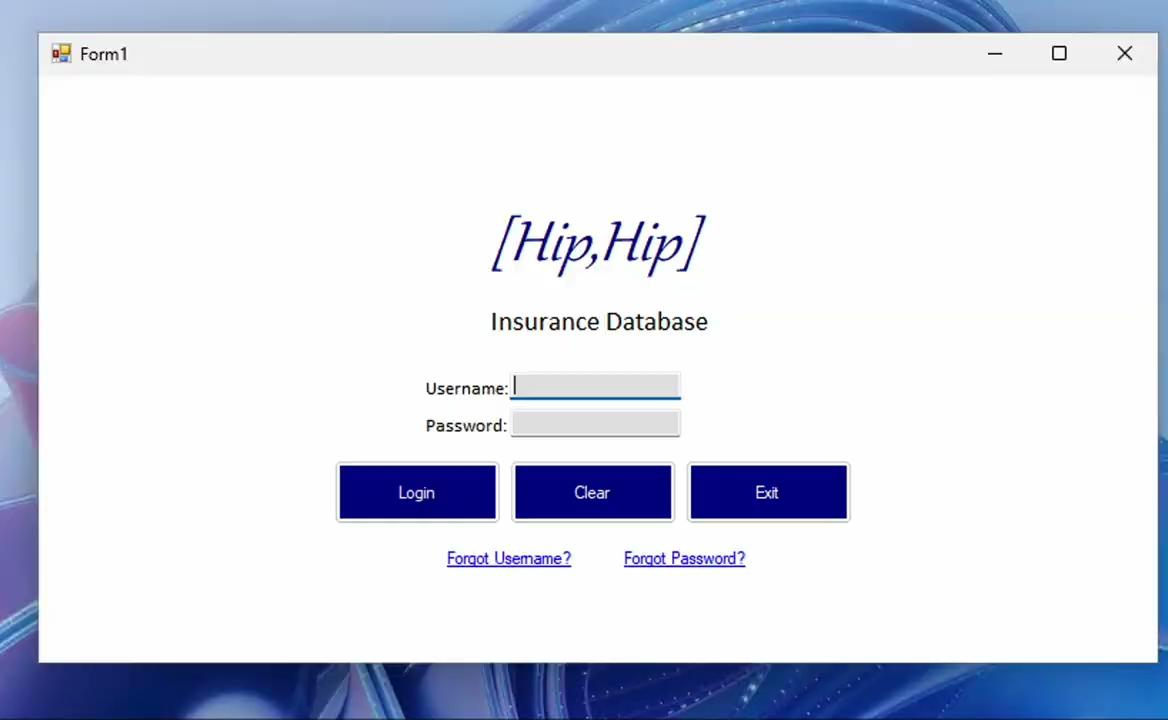 Form1
[Hip,Hip]
Insurance Database
Username:
Password:
Login Clear Exit
Forgot Username? Forgot Password?